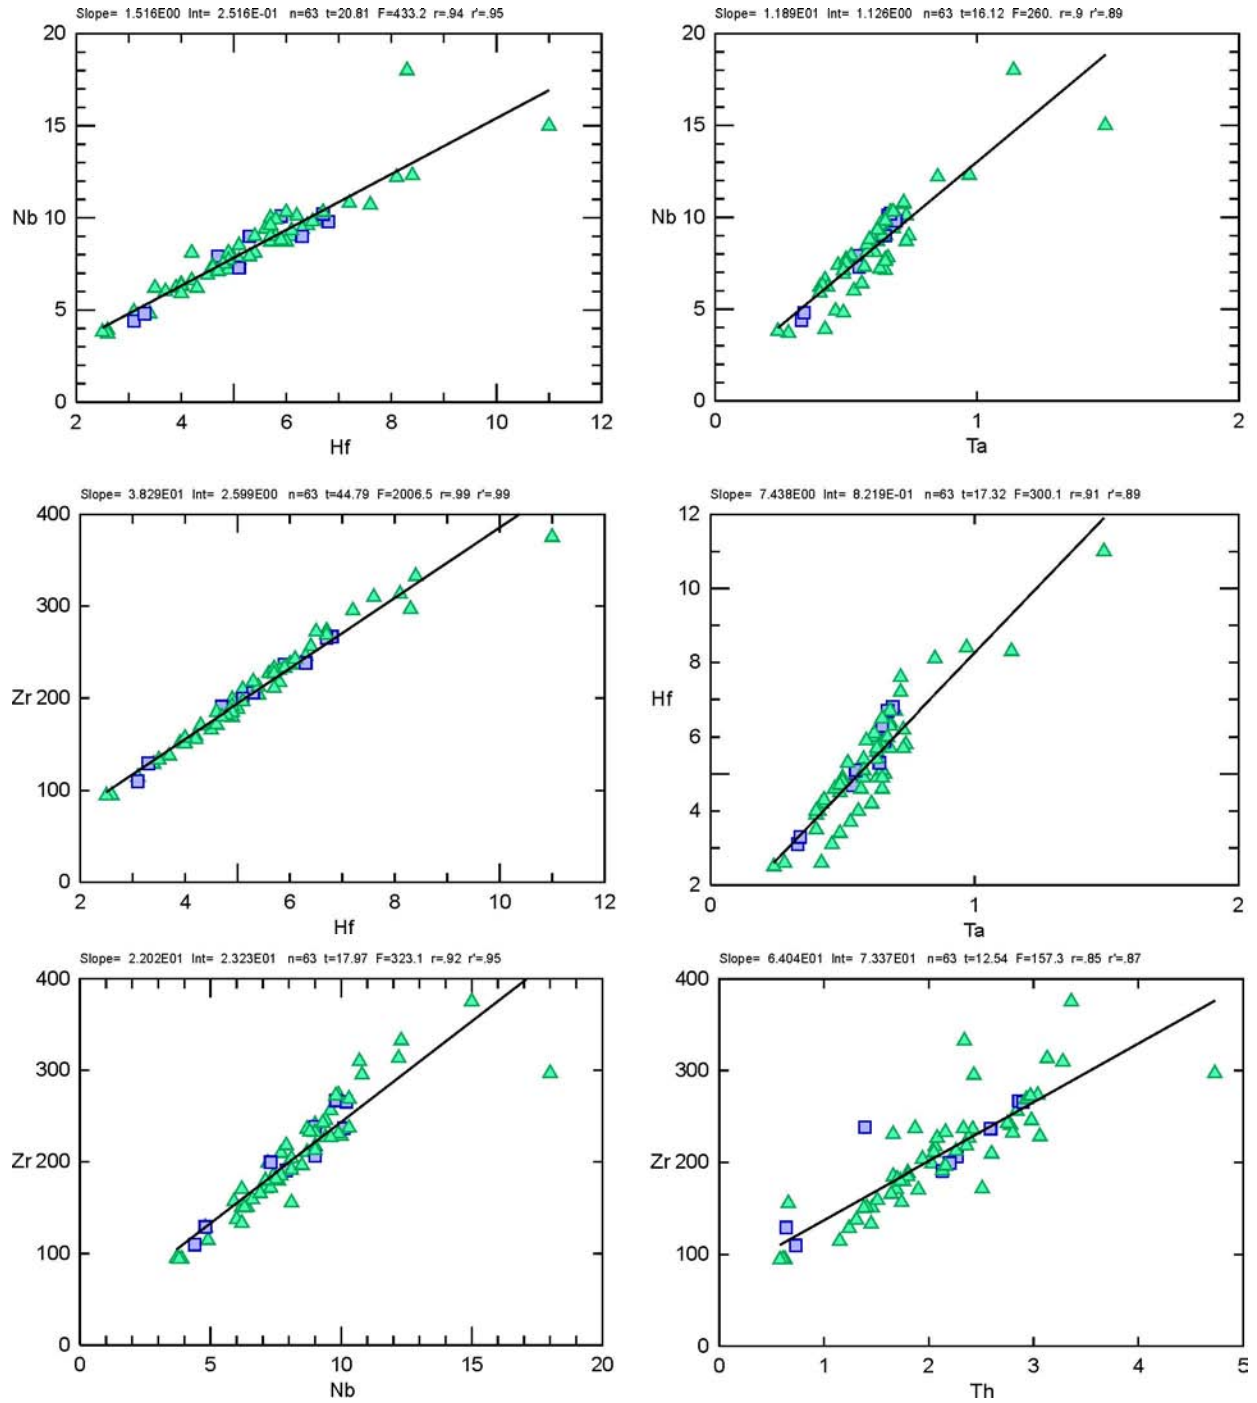 Slope= 1.516E00 Int= 2.516E-01 n=63 t=20.81 F=433.2 r=.94 r'=.95
20
15
Nb 10
5
0
2 4 6 8 10 12
Hf
Slope= 1.189E01 Int= 1.126E00 n=63 t=16.12 F=260. r=.9 r'=.89
20
15
Nb 10
5
0
0 1 2
Ta
Slope= 3.829E01 Int= 2.599E00 n=63 t=44.79 F=2006.5 r=.99 r'=.99
400
300
Zr 200
100
0
2 4 6 8 10 12
Hf
Slope= 7.438E00 Int= 8.219E-01 n=63 t=17.32 F=300.1 r=.91 r'=.89
12
10
Hf
8
6
4
2
0 1 2
Ta
Slope= 2.202E01 Int= 2.323E01 n=63 t=17.97 F=323.1 r=.92 r'=.95
400
300
Zr 200
100
0
0 5 10 15 20
Nb
Slope= 6.404E01 Int= 7.337E01 n=63 t=12.54 F=157.3 r=.85 r'=.87
400
300
Zr 200
100
0
0 1 2 3 4 5
Th